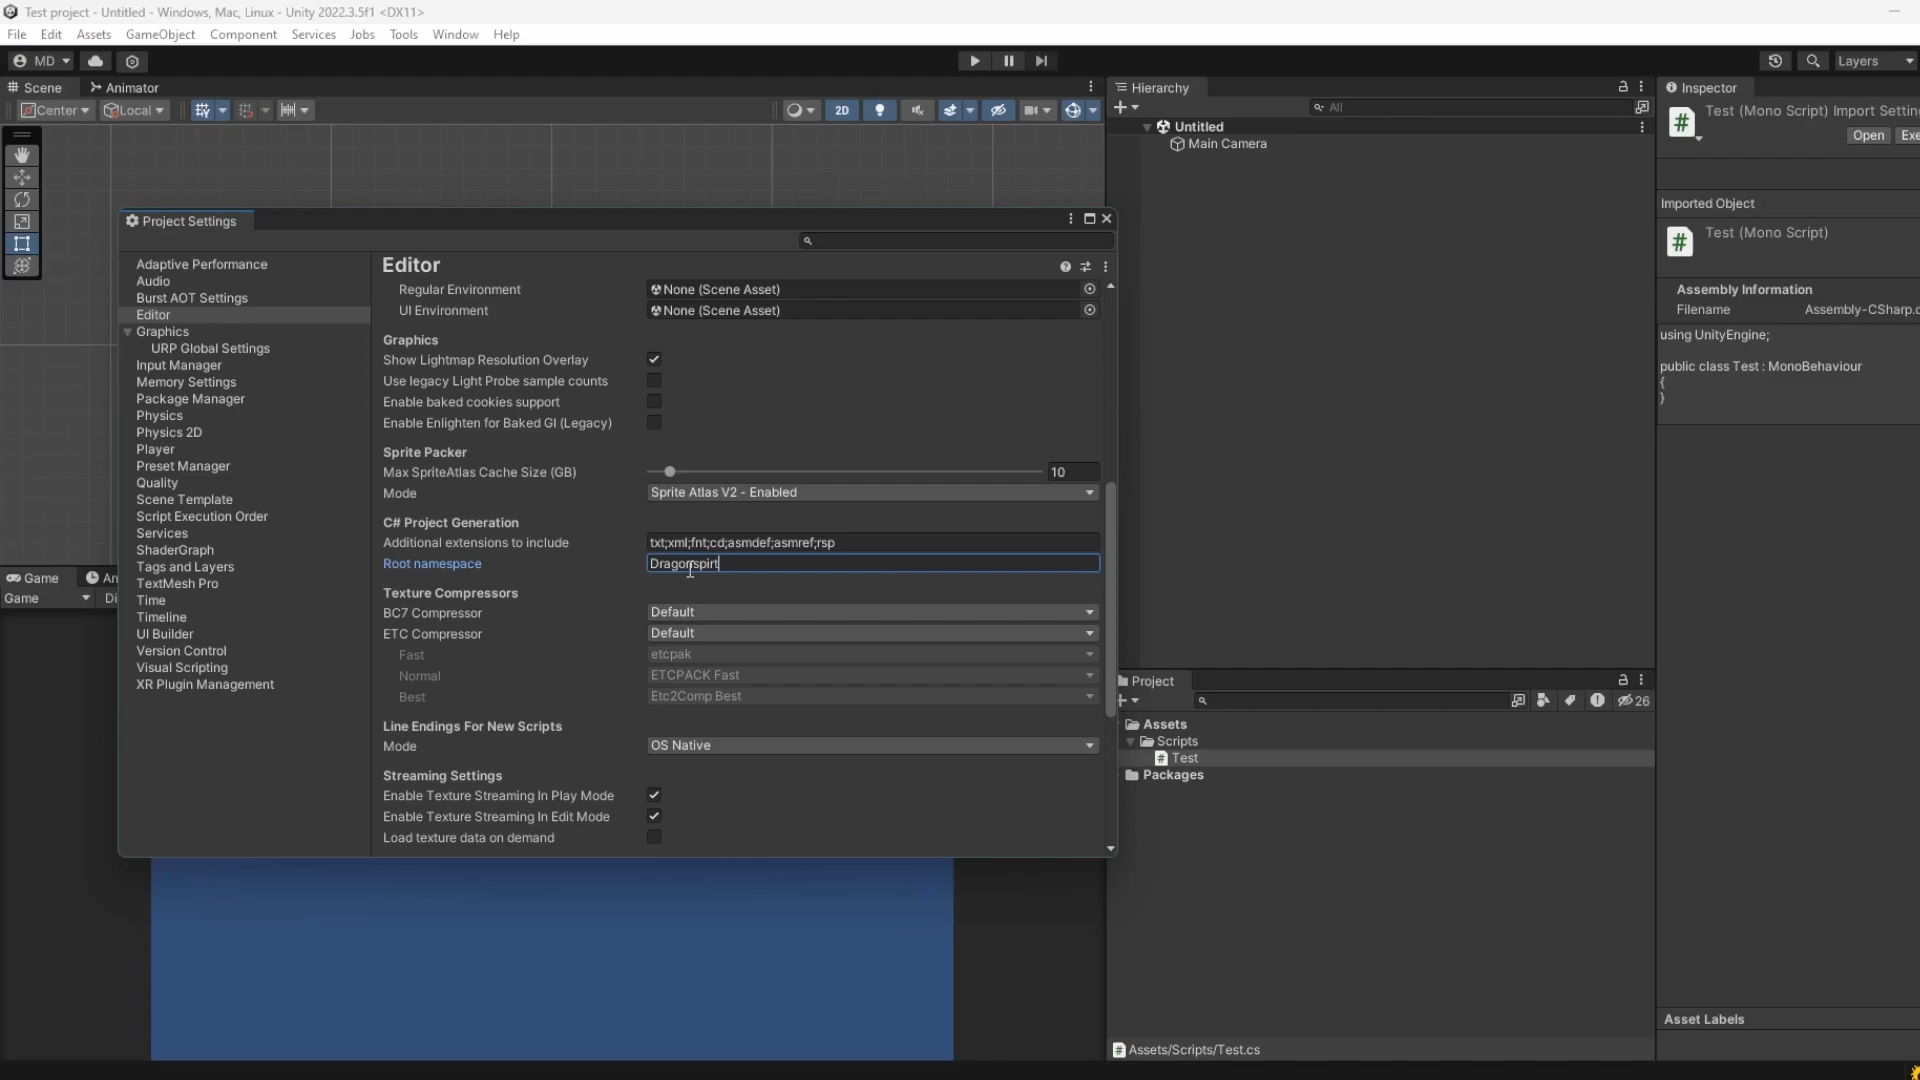 Test project - Untitled - Windows, Mac, Linux - Unity 2022.3.5f1 <DX11>
File Edit Assets GameObject Component Services Jobs Tools Window Help
MD
Layers
Scene Animator
Hierarchy
Inspector
Center Local
2D
All
Test (Mono Script) Import Settin
Open Exe
Untitled
Main Camera
Imported Object
Test (Mono Script)
Assembly Information
Filename Assembly-CSharp.d
using UnityEngine;
public class Test : MonoBehaviour
{
}
Project Settings
Adaptive Performance
Audio
Burst AOT Settings
Editor
Graphics
URP Global Settings
Input Manager
Memory Settings
Package Manager
Physics
Physics 2D
Player
Preset Manager
Quality
Scene Template
Script Execution Order
Services
ShaderGraph
Tags and Layers
TextMesh Pro
Time
Timeline
UI Builder
Version Control
Visual Scripting
XR Plugin Management
Editor
Regular Environment None (Scene Asset)
UI Environment None (Scene Asset)
Graphics
Show Lightmap Resolution Overlay
Use legacy Light Probe sample counts
Enable baked cookies support
Enable Enlighten for Baked GI (Legacy)
Sprite Packer
Max SpriteAtlas Cache Size (GB) 10
Mode Sprite Atlas V2 - Enabled
C# Project Generation
Additional extensions to include txt;xml;fnt;cd;asmdef;asmref;rsp
Root namespace Dragonspirt
Texture Compressors
BC7 Compressor Default
ETC Compressor Default
Fast etcpak
Normal ETCPACK Fast
Best Etc2Comp Best
Line Endings For New Scripts
Mode OS Native
Streaming Settings
Enable Texture Streaming In Play Mode
Enable Texture Streaming In Edit Mode
Load texture data on demand
Game An
Game Di
Project
26
Assets
Scripts
Test
Packages
Assets/Scripts/Test.cs
Asset Labels